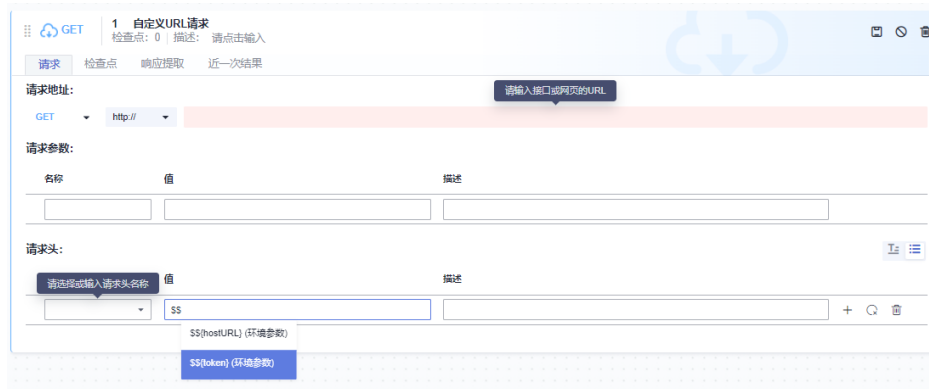 GET
1 自定义URL请求
检查点: 0 | 描述: 请点击输入
请求 检查点 响应提取 近一次结果
请求地址:
请输入接口或网页的URL
GET http://
请求参数:
名称 值 描述
请求头:
请选择或输入请求头名称 值 描述
$$
$${hostURL} (环境参数)
$${token} (环境参数)